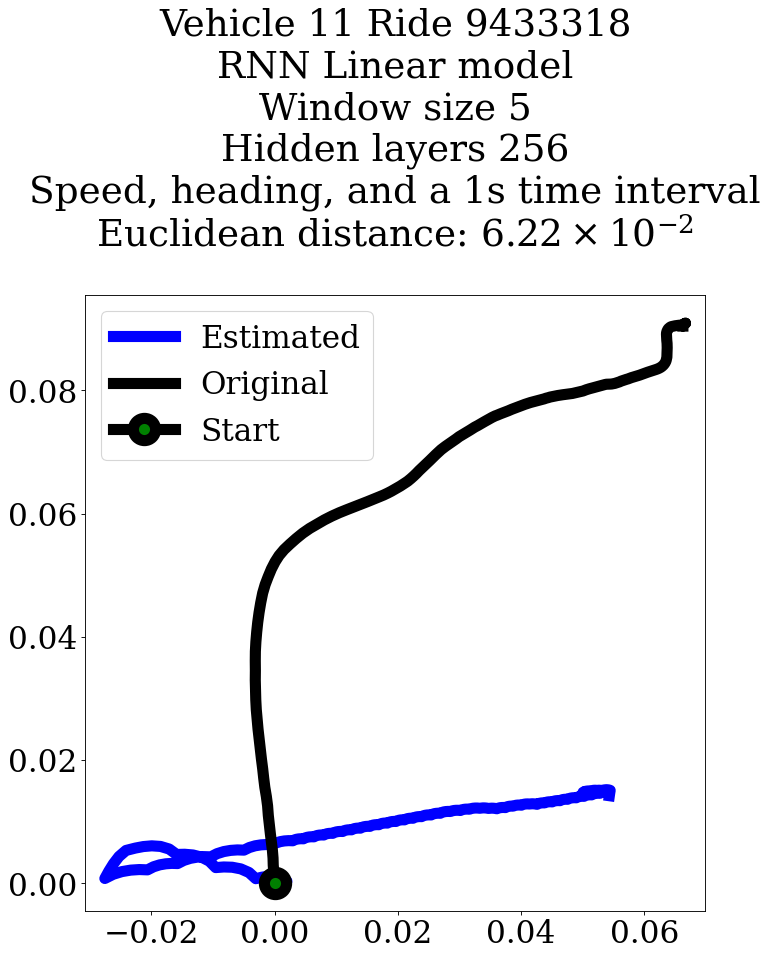 Vehicle 11 Ride 9433318
RNN Linear model
Window size 5
Hidden layers 256
Speed, heading, and a 1s time interval
Euclidean distance: 6.22 × 10⁻²
Estimated
Original
Start
0.08
0.06
0.04
0.02
0.00
−0.02 0.00 0.02 0.04 0.06